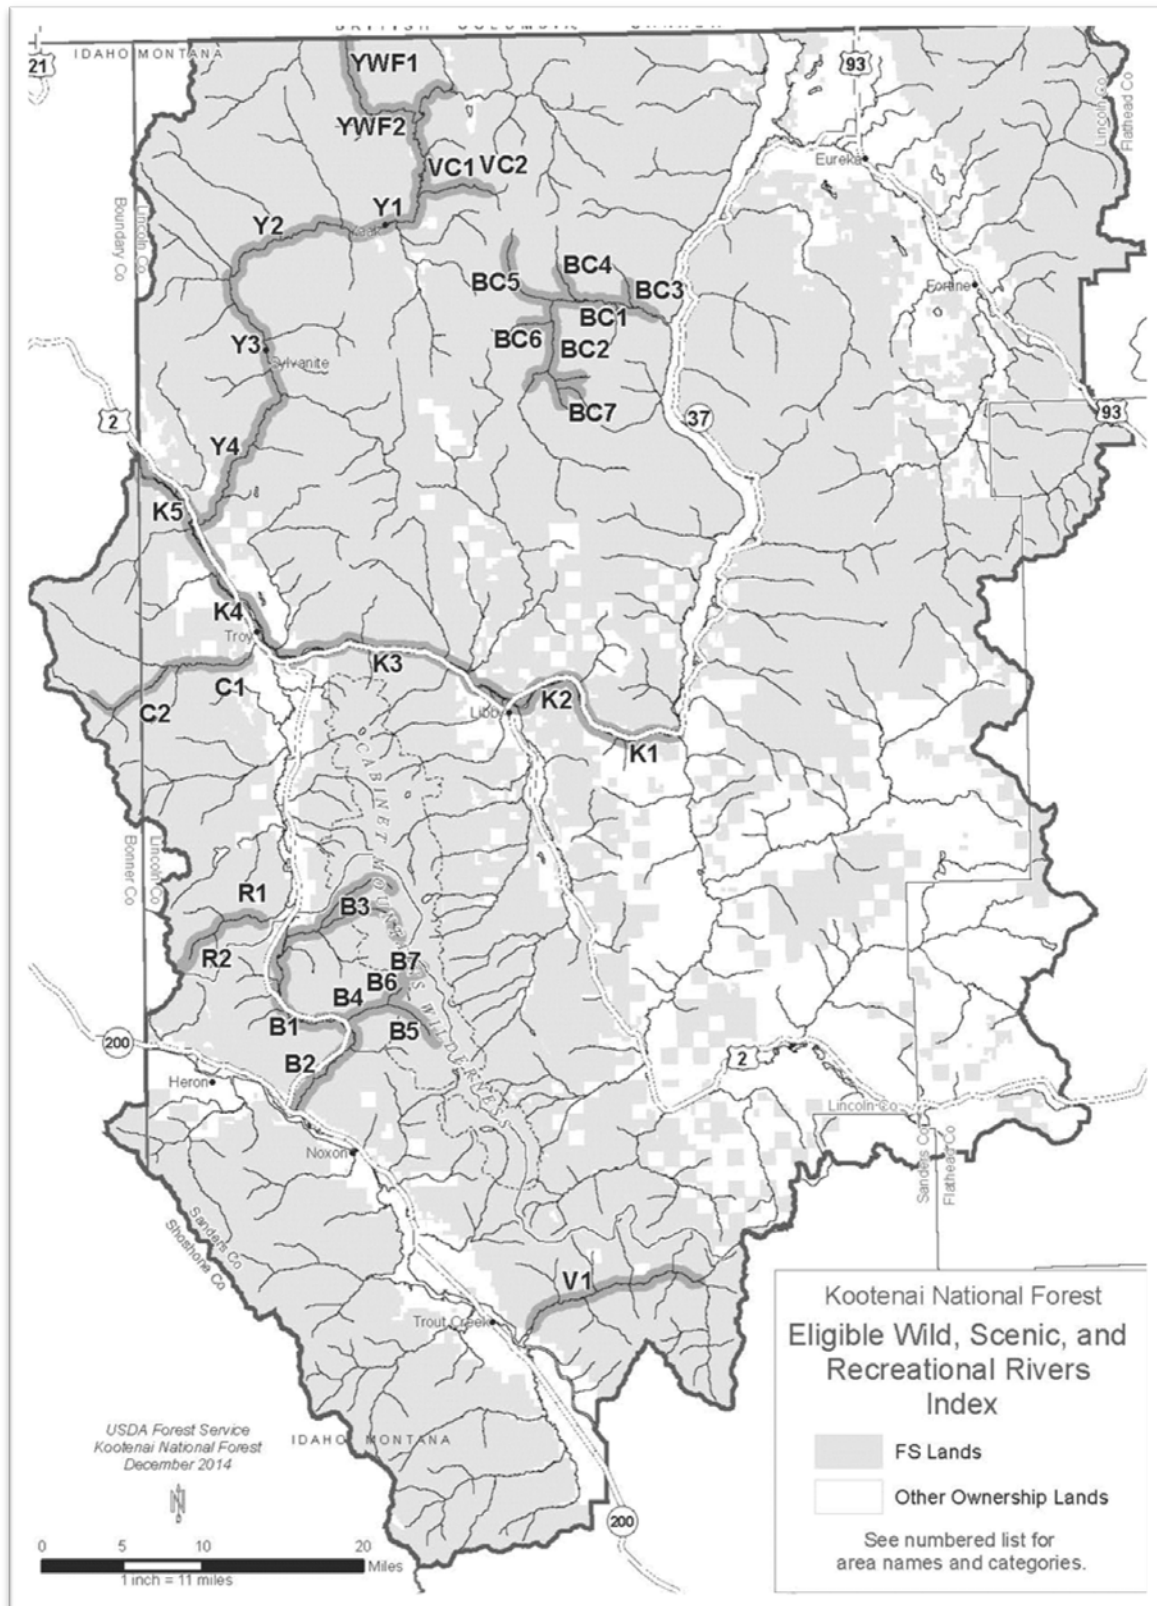 BRITISH COLUMBIA CANADA
IDAHO MONTANA
21
93
YWF1
YWF2
VC1 VC2
Lincoln Co
Flathead Co
Eureka
Boundary Co
Lincoln Co
Y1
Yaak
Y2
BC4
BC5
BC3
Fortine
BC1
BC6
BC2
Y3
Sylvanite
BC7
2
37
93
Y4
K5
K4
Troy
K3
C1
C2
K2
Libby
K1
CABINET MOUNTAINS WILDERNESS
Bonner Co
Lincoln Co
R1
B3
R2
B7
B6
B4
B1
B5
B2
200
2
Heron
Lincoln Co
Noxon
Sanders Co
Flathead Co
Sanders Co
Shoshone Co
V1
Trout Creek
Kootenai National Forest
Eligible Wild, Scenic, and
Recreational Rivers
Index
FS Lands
Other Ownership Lands
See numbered list for
area names and categories.
USDA Forest Service
Kootenai National Forest
December 2014
IDAHO MONTANA
N
200
0 5 10 20
Miles
1 inch = 11 miles